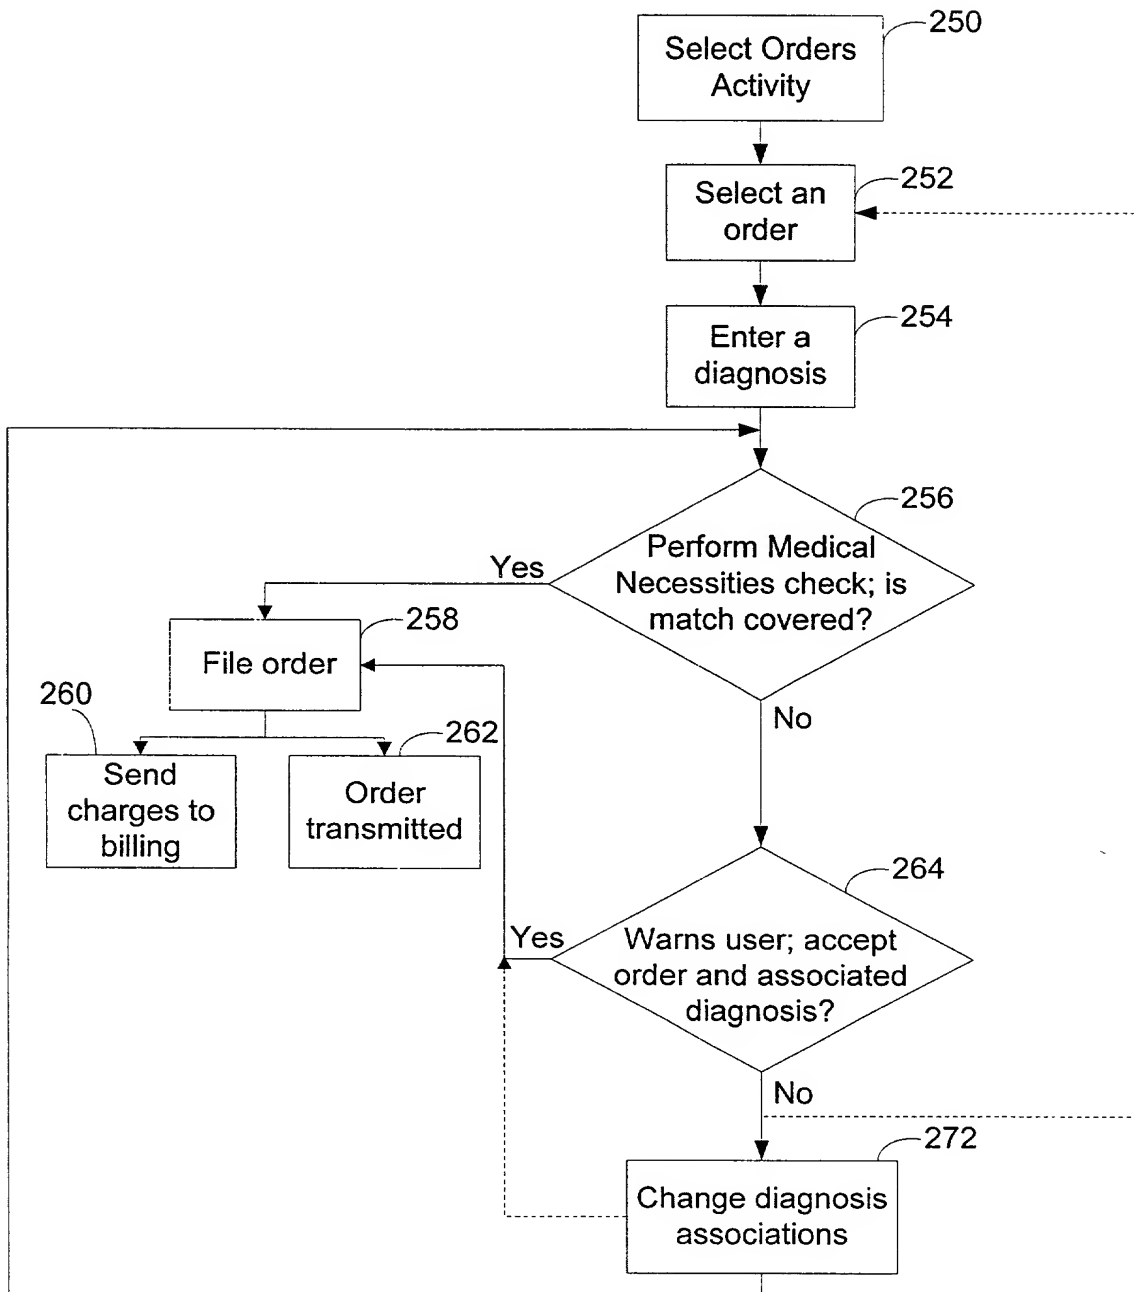 250
Select Orders
Activity
252
Select an
order
254
Enter a
diagnosis
256
Perform Medical
Necessities check; is
match covered?
Yes
No
258
File order
260
Send
charges to
billing
262
Order
transmitted
264
Warns user; accept
order and associated
diagnosis?
Yes
No
272
Change diagnosis
associations